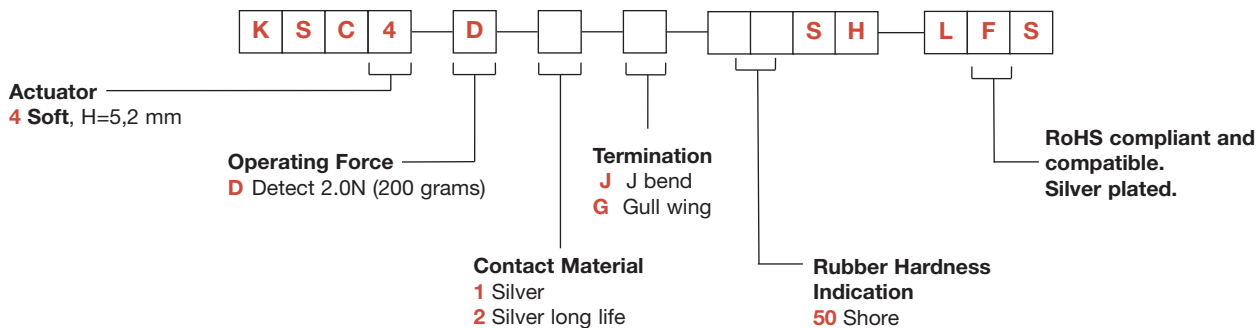 K S C 4 D S H L F S
Actuator
4 Soft, H=5,2 mm
Operating Force
D Detect 2.0N (200 grams)
Termination
J J bend
G Gull wing
RoHS compliant and
compatible.
Silver plated.
Contact Material
1 Silver
2 Silver long life
Rubber Hardness
Indication
50 Shore